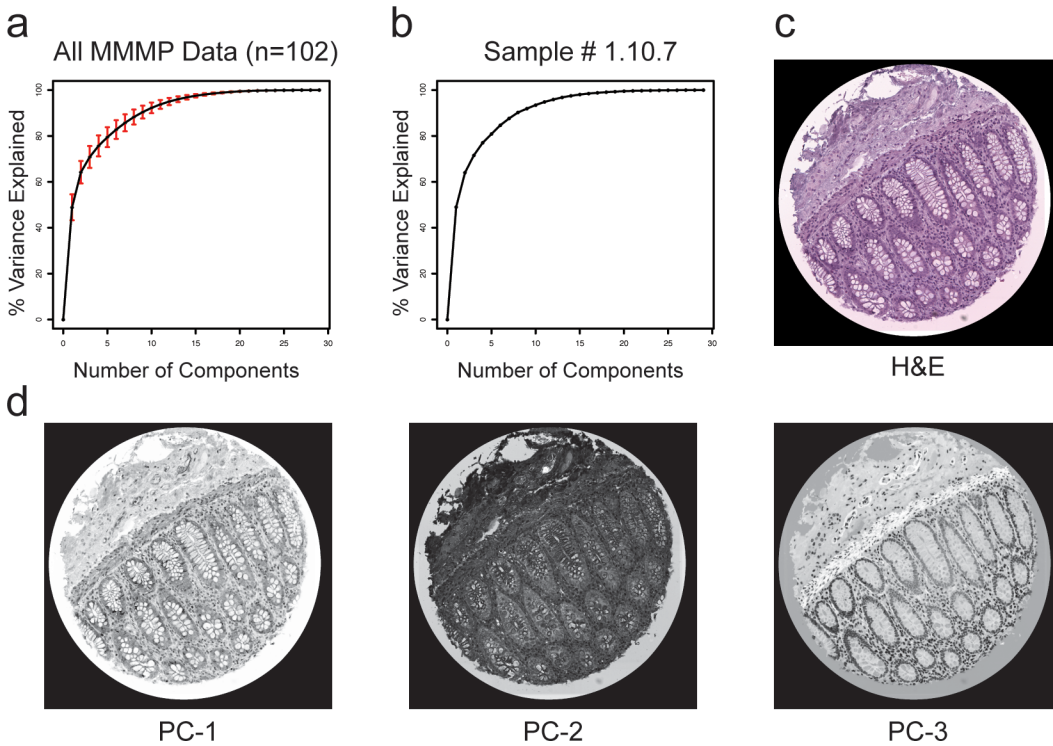 a
All MMMP Data (n=102)
% Variance Explained
100
80
60
40
20
0
0 5 10 15 20 25 30
Number of Components
b
Sample # 1.10.7
% Variance Explained
100
80
60
40
20
0
0 5 10 15 20 25 30
Number of Components
c
H&E
d
PC-1
PC-2
PC-3